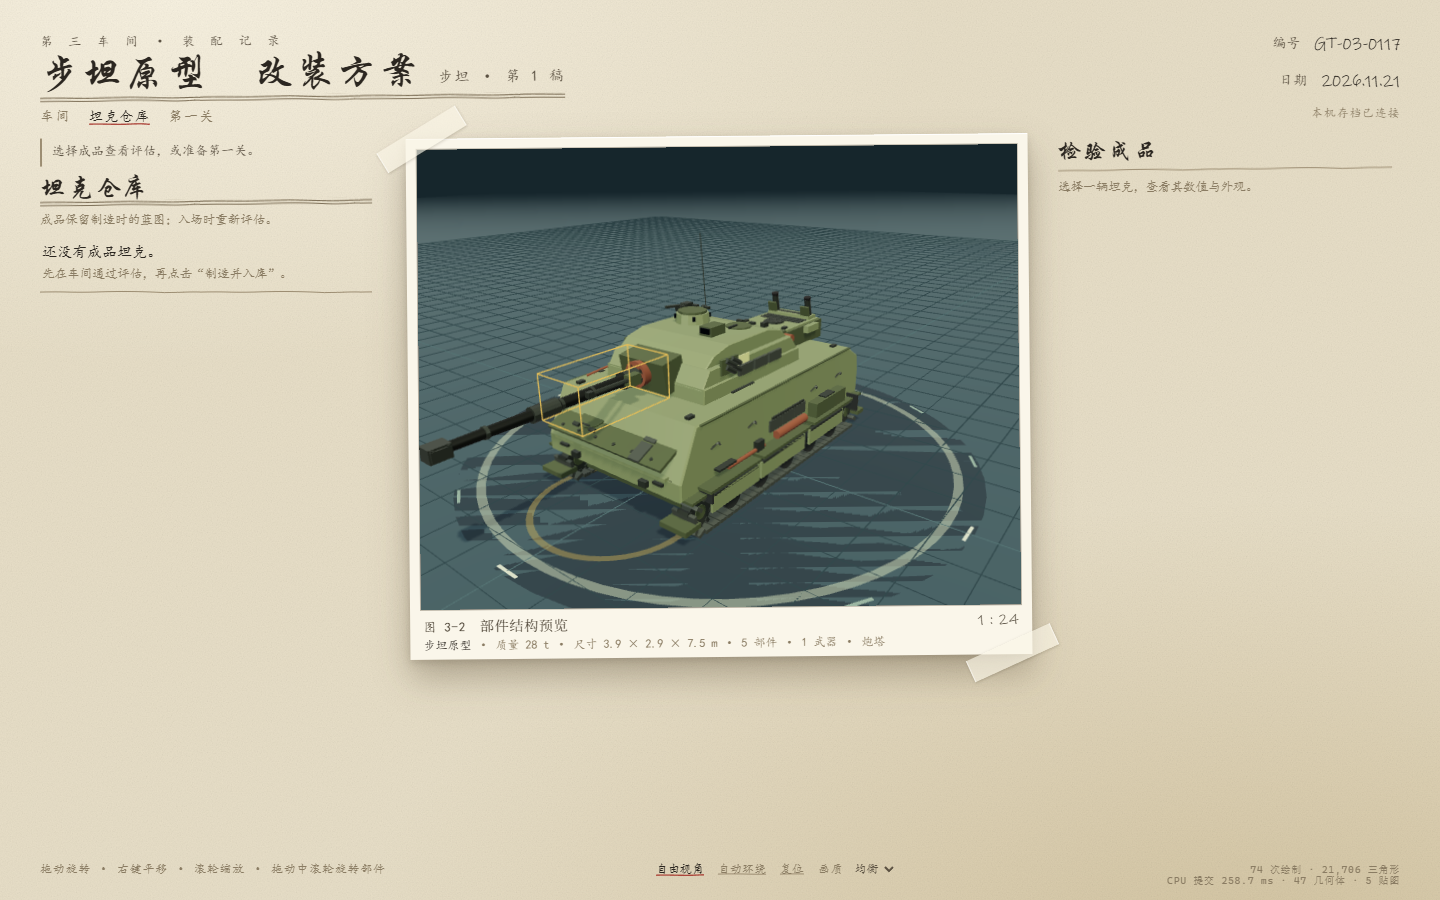 第三车间 • 装配记录
步坦原型 改装方案 步坦 • 第 1 稿
编号 GT-03-0117
日期 2026.11.21
本机存档已连接
车间 坦克仓库 第一关
选择成品查看评估，或准备第一关。
坦克仓库
成品保留制造时的蓝图；入场时重新评估。
还没有成品坦克。
先在车间通过评估，再点击“制造并入库”。
检验成品
选择一辆坦克，查看其数值与外观。
图 3-2 部件结构预览
1:24
步坦原型 • 质量 28 t • 尺寸 3.9 × 2.9 × 7.5 m • 5 部件 • 1 武器 • 炮塔
拖动旋转 • 右键平移 • 滚轮缩放 • 拖动中滚轮旋转部件
自由视角 自动环绕 复位 画质 均衡
74 次绘制 · 21,706 三角形
CPU 提交 258.7 ms · 47 几何体 · 5 贴图